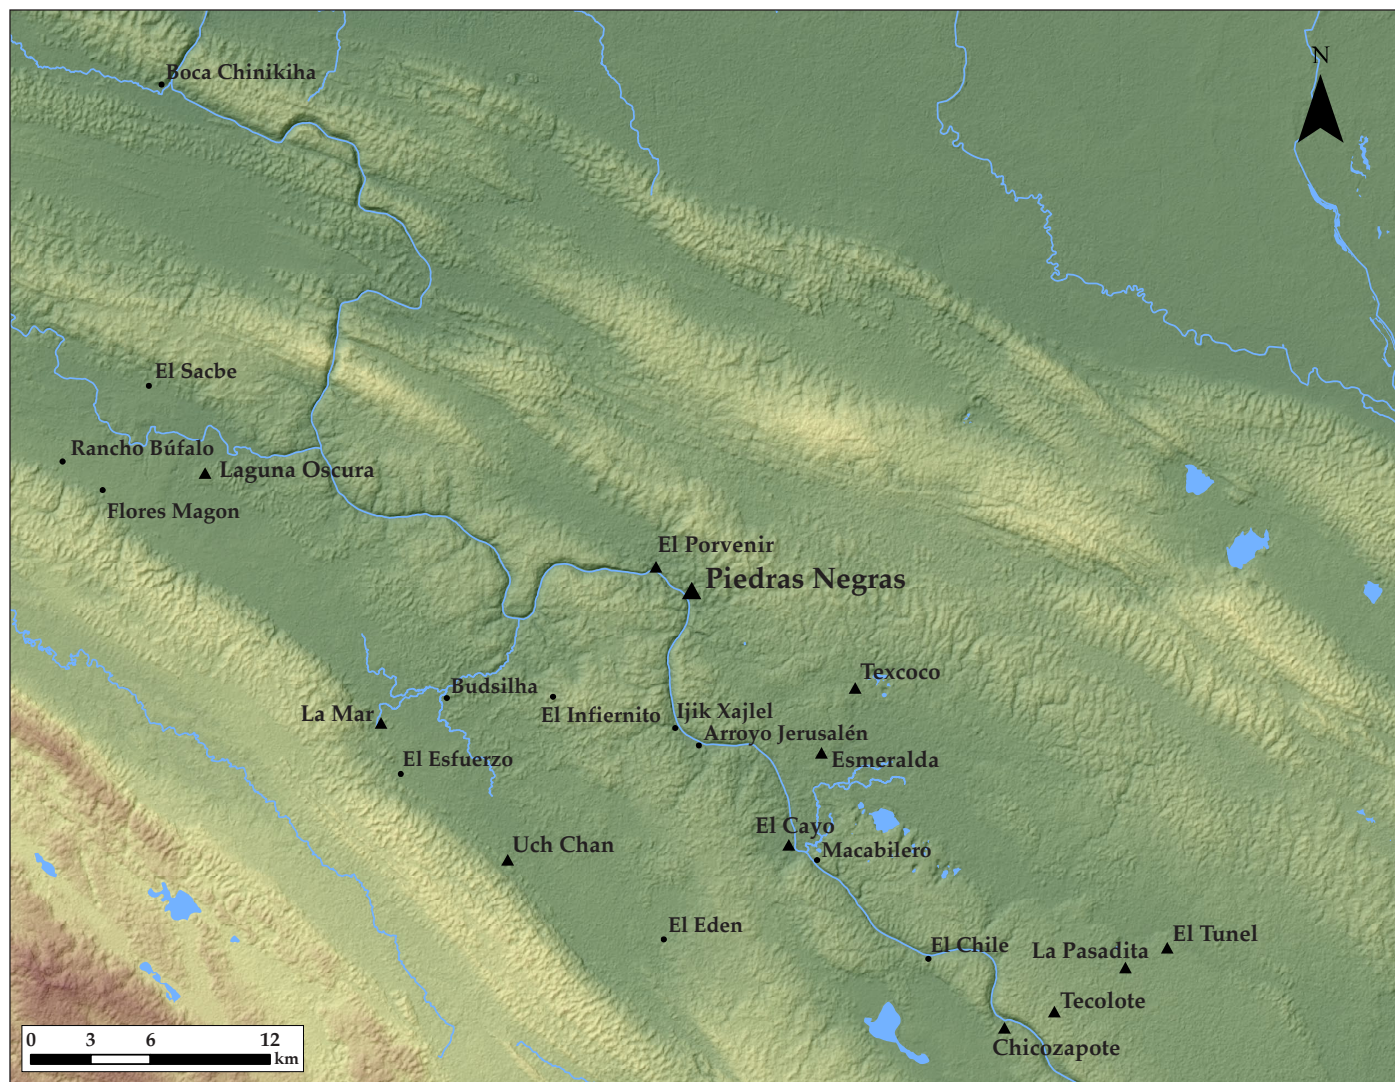 N
Boca Chinikiha
El Sacbe
Rancho Búfalo
Laguna Oscura
Flores Magon
El Porvenir
Piedras Negras
Texcoco
Budsilha
La Mar
El Infiernito
Ijik Xajlel
Arroyo Jerusalén
El Esfuerzo
Esmeralda
El Cayo
Uch Chan
Macabilero
El Eden
El Chile
El Tunel
La Pasadita
Tecolote
Chicozapote
0 3 6 12
km